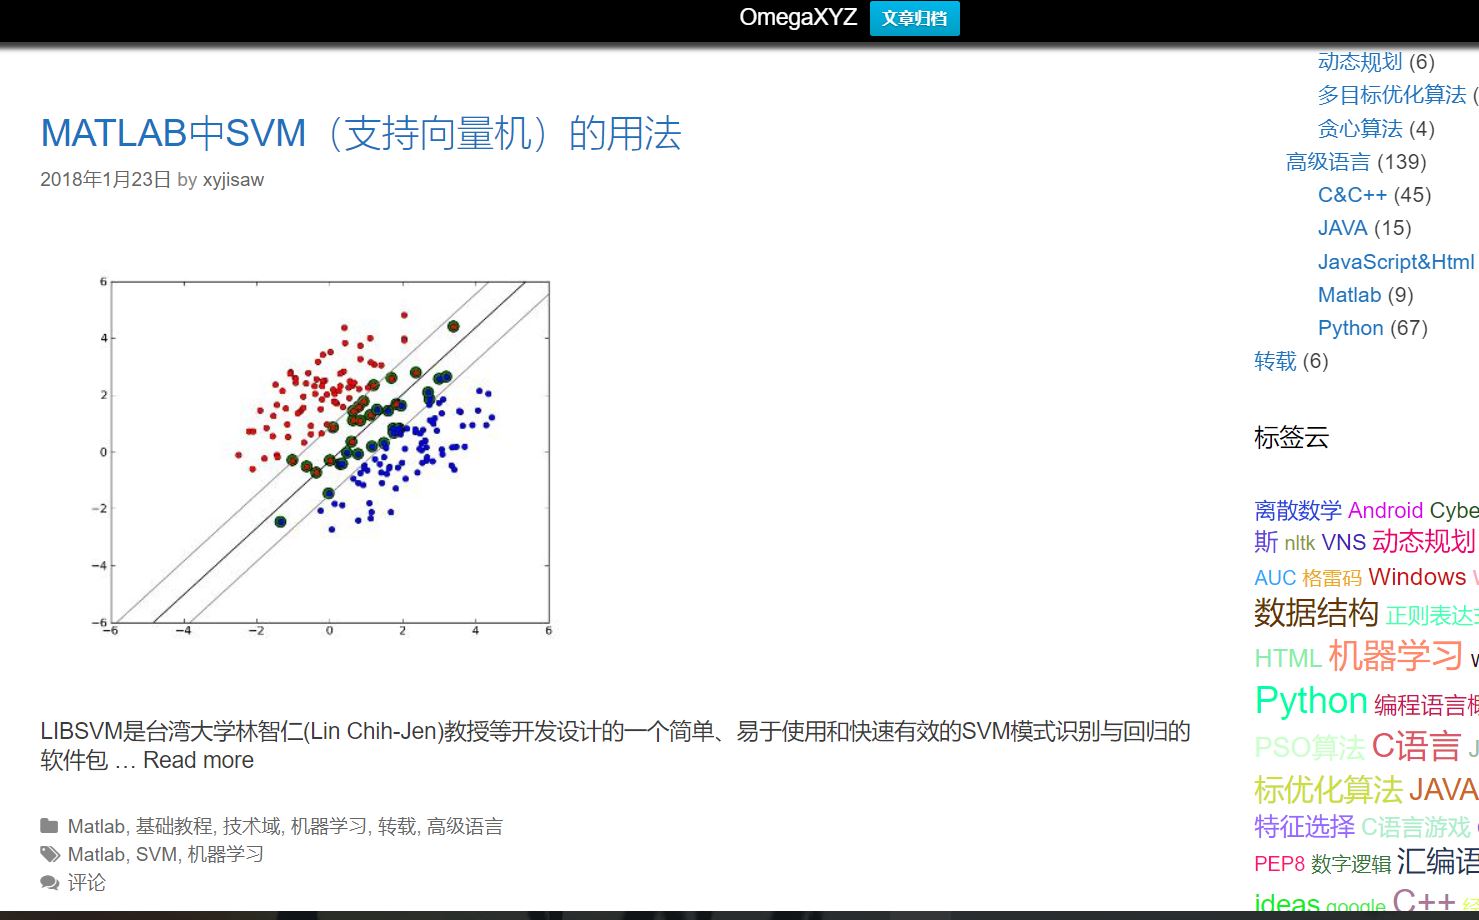 OmegaXYZ 文章归档
MATLAB中SVM（支持向量机）的用法
2018年1月23日 by xyjisaw
6
4
2
0
−2
−4
−6
−6 −4 −2 0 2 4 6
LIBSVM是台湾大学林智仁(Lin Chih-Jen)教授等开发设计的一个简单、易于使用和快速有效的SVM模式识别与回归的
软件包 … Read more
Matlab, 基础教程, 技术域, 机器学习, 转载, 高级语言
Matlab, SVM, 机器学习
评论
动态规划 (6)
多目标优化算法 (
贪心算法 (4)
高级语言 (139)
C&C++ (45)
JAVA (15)
JavaScript&Html
Matlab (9)
Python (67)
转载 (6)
标签云
离散数学 Android Cybe
斯 nltk VNS 动态规划
AUC 格雷码 Windows
数据结构 正则表达
HTML 机器学习
Python 编程语言
PSO算法 C语言
标优化算法 JAVA
特征选择 C语言游戏
PEP8 数字逻辑 汇编语
ideas google C++